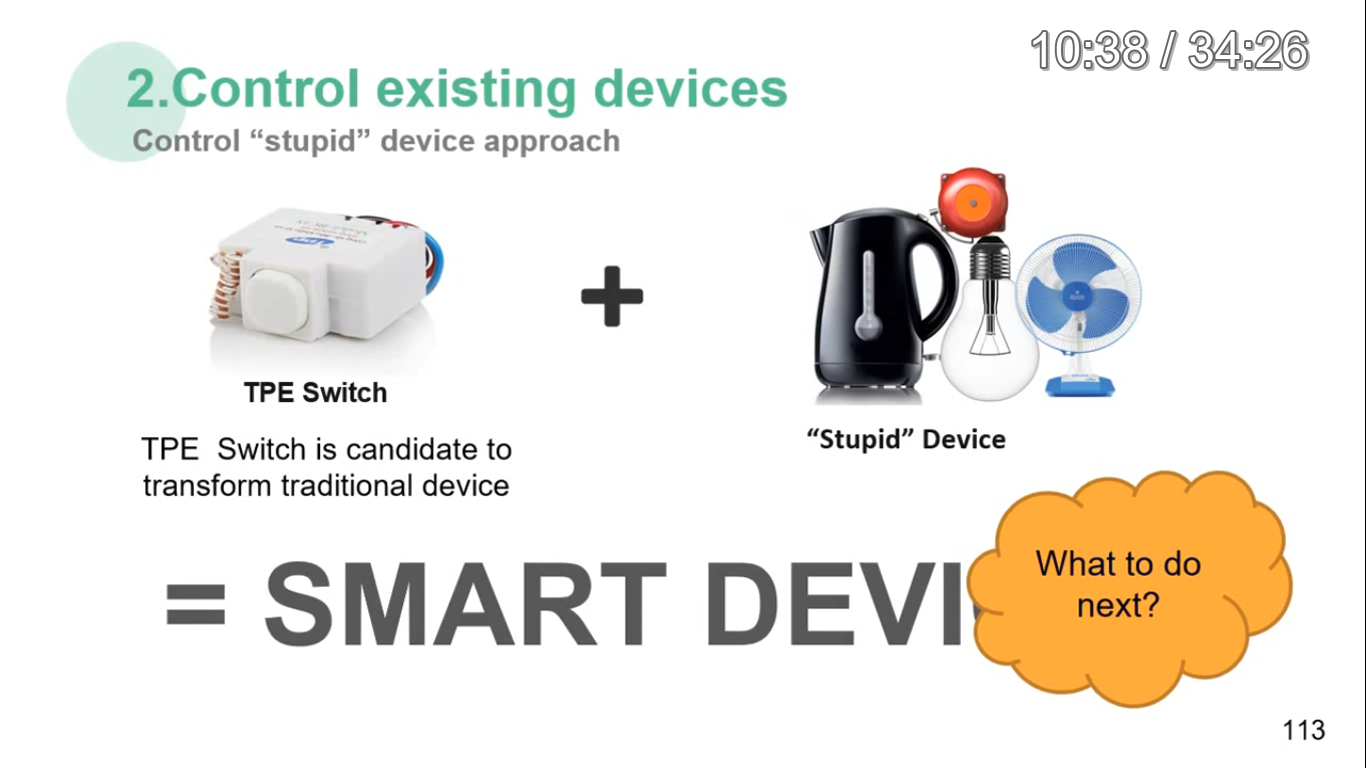 10:38 / 34:26
2.Control existing devices
Control “stupid” device approach
TPE Switch
“Stupid” Device
TPE  Switch is candidate to
transform traditional device
= SMART DEVI
What to do
next?
113